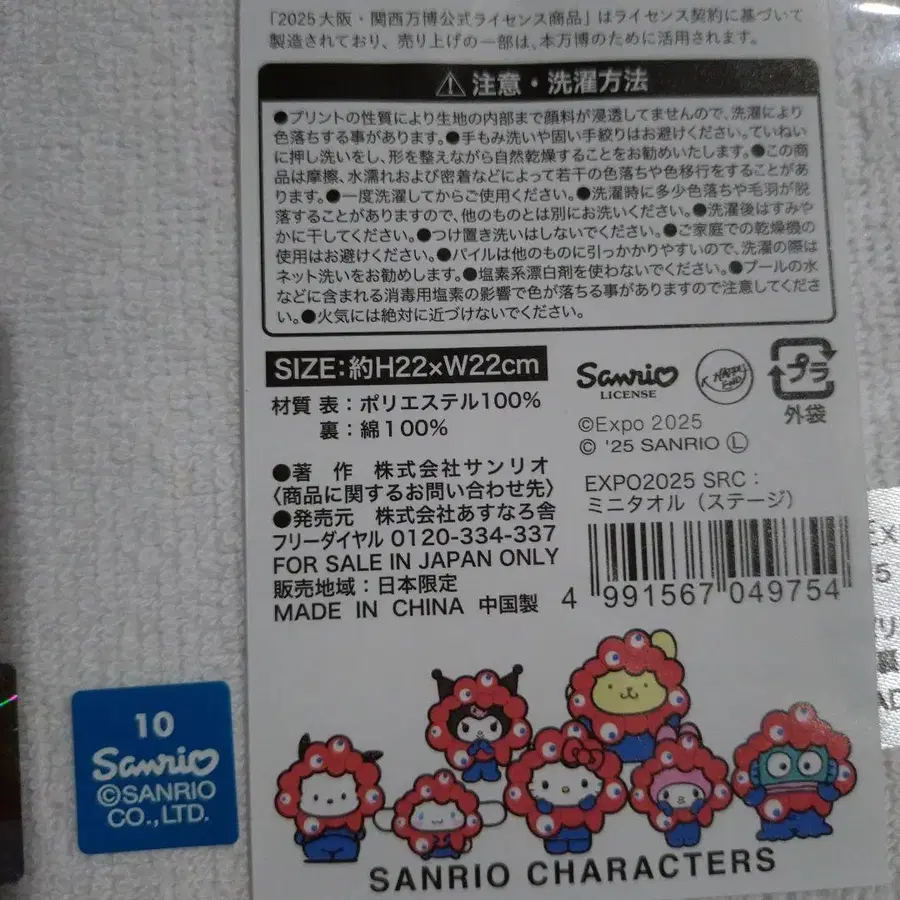 「2025大阪・関西万博公式ライセンス商品」はライセンス契約に基づいて
製造されており、売り上げの一部は、本万博のために活用されます。
注意・洗濯方法
●プリントの性質により生地の内部まで顔料が浸透してませんので、洗濯により
色落ちする事があります。●手もみ洗いや固い手絞りはお避けください。ていねい
に押し洗いをし、形を整えながら自然乾燥することをお勧めいたします。●この商
品は摩擦、水濡れおよび密着などによって若干の色落ちや色移行をすることがあ
ります。●一度洗濯してからご使用ください。●洗濯時に多少色落ちや毛羽が脱
落することがありますので、他のものとは別にお洗いください。●洗濯後はすみや
かに干してください。●つけ置き洗いはしないでください。●ご家庭での乾燥機の
使用はお避けください。●パイルは他のものに引っかかりやすいので、洗濯の際は
ネット洗いをお勧めします。●塩素系漂白剤を使わないでください。●プールの水
などに含まれる消毒用塩素の影響で色が落ちる事がありますので注意してくださ
い。●火気には絶対に近づけないでください。
SIZE:約H22×W22cm
材質 表：ポリエステル100%
裏：綿100%
●著 作 株式会社サンリオ
〈商品に関するお問い合わせ先〉
●発売元 株式会社あすなろ舎
フリーダイヤル 0120-334-337
FOR SALE IN JAPAN ONLY
販売地域：日本限定
MADE IN CHINA 中国製
Sanrio
LICENSE
プラ
外袋
©Expo 2025
© '25 SANRIO Ⓛ
EXPO2025 SRC：
ミニタオル（ステージ）
4 991567 049754
SANRIO CHARACTERS
10
Sanrio
©SANRIO
CO.,LTD.